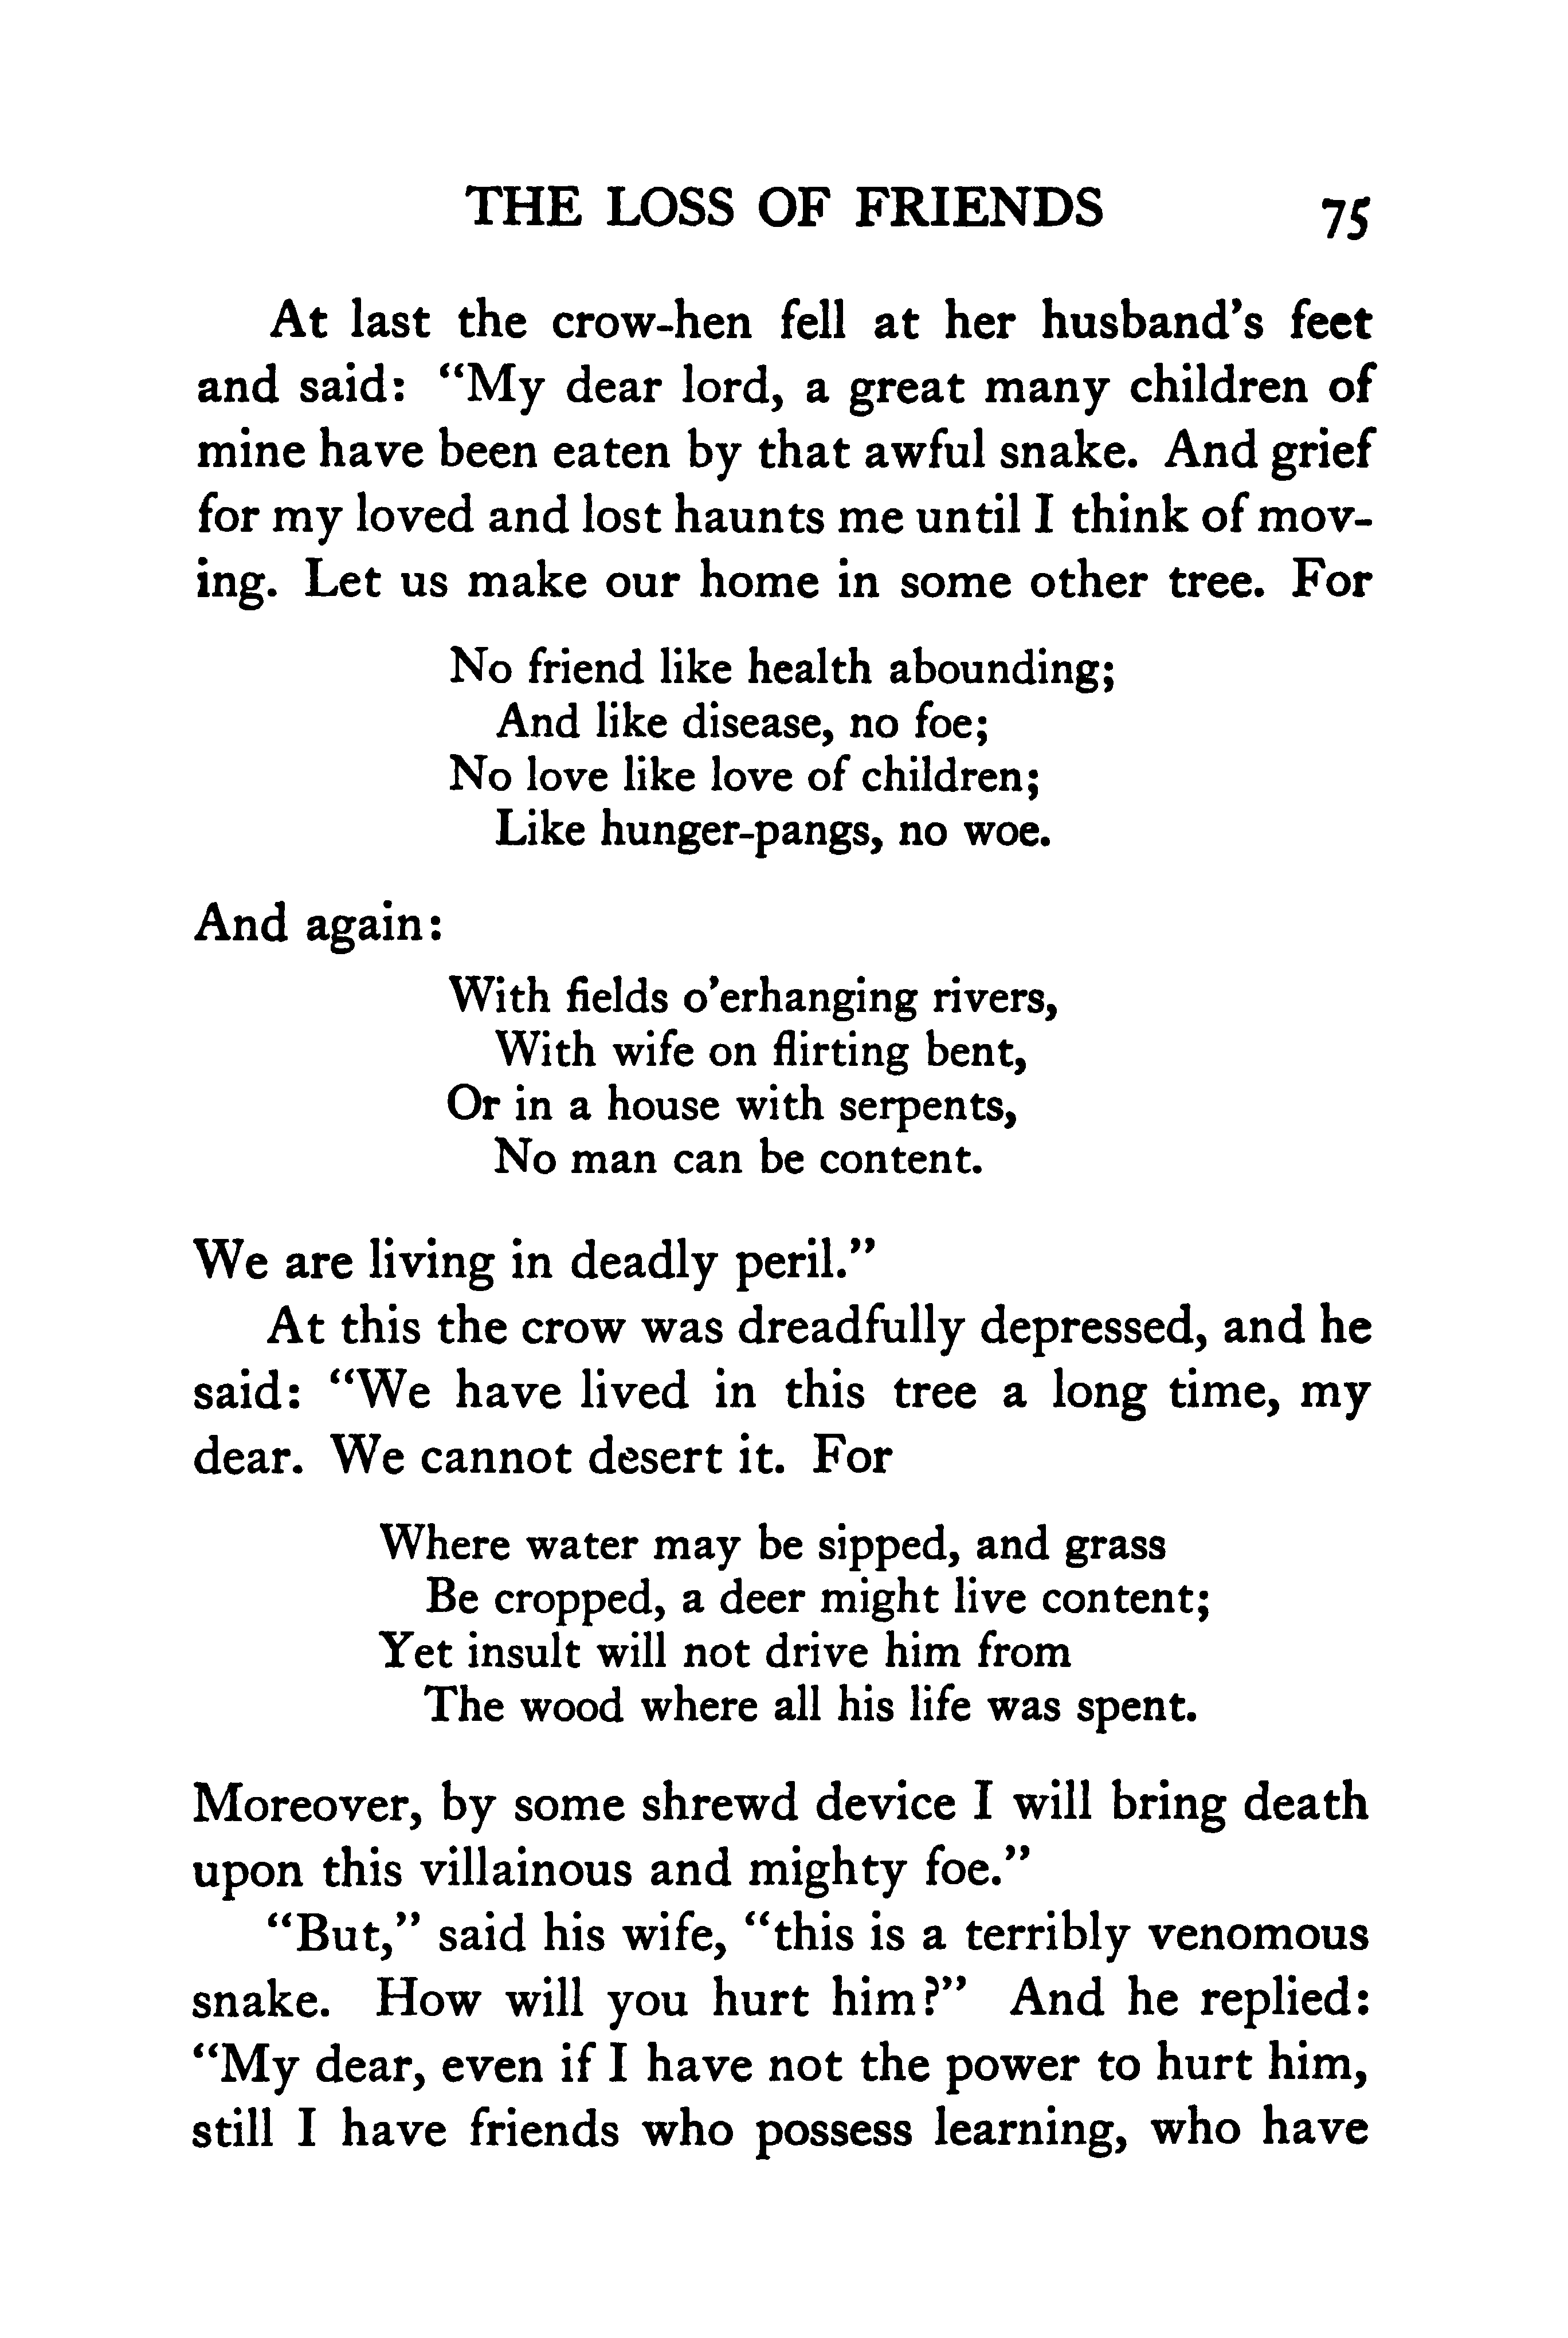 THE LOSS OF FRIENDS 75
At last the crow-hen fell at her husband's feet
and said: "My dear lord, a great many children of
mine have been eaten by that awful snake. And grief
for my loved and lost haunts me until I think of mov-
ing. Let us make our home in some other tree. For
No friend like health abounding;
And like disease, no foe;
No love like love of children;
Like hunger-pangs, no woe.
And again:
With fields o'erhanging rivers,
With wife on flirting bent,
Or in a house with serpents,
No man can be content.
We are living in deadly peril."
At this the crow was dreadfully depressed, and he
said: "We have lived in this tree a long time, my
dear. We cannot desert it. For
Where water may be sipped, and grass
Be cropped, a deer might live content;
Yet insult will not drive him from
The wood where all his life was spent.
Moreover, by some shrewd device I will bring death
upon this villainous and mighty foe."
"But," said his wife, "this is a terribly venomous
snake. How will you hurt him?" And he replied:
"My dear, even if I have not the power to hurt him,
still I have friends who possess learning, who have